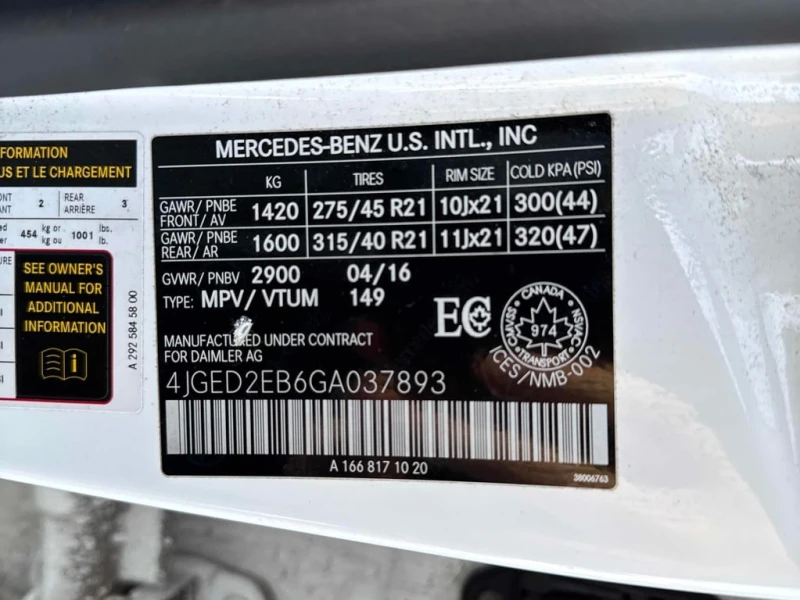 FORMATION
US ET LE CHARGEMENT
2
REAR
ARRIÈRE
3
454
kg or
kg ou
1001
lbs.
lb.
SEE OWNER'S
MANUAL FOR
ADDITIONAL
INFORMATION
A 292 584 58 00
MERCEDES-BENZ U.S. INTL., INC
KG TIRES RIM SIZE COLD KPA(PSI)
GAWR/ PNBE
FRONT/ AV 1420 275/45 R21 10Jx21 300(44)
GAWR/ PNBE
REAR/ AR 1600 315/40 R21 11Jx21 320(47)
GVWR/ PNBV 2900 04/16
TYPE: MPV/ VTUM 149
EC
CANADA
974
TRANSPORT
ICES/NMB-002
MANUFACTURED UNDER CONTRACT
FOR DAIMLER AG
4JGED2EB6GA037893
A 166 817 10 20
38006763